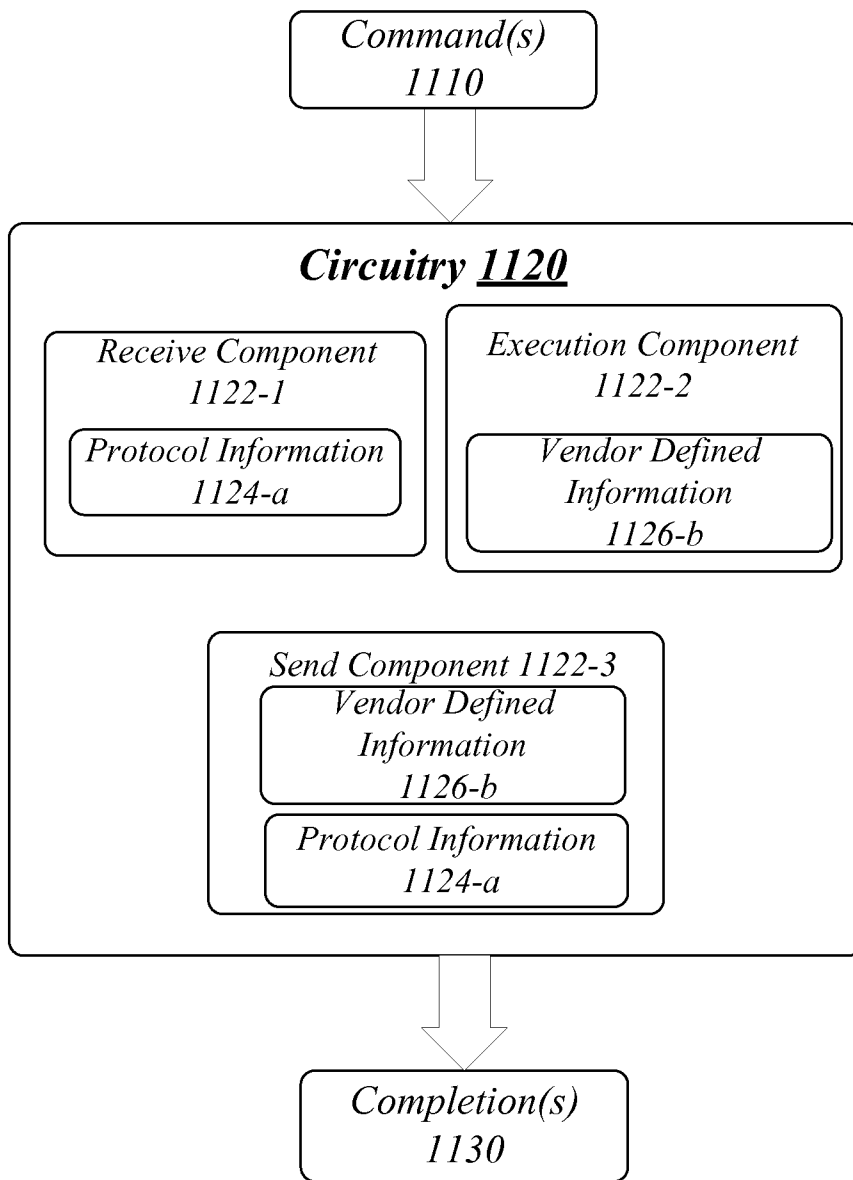 Command(s)
1110
Circuitry 1120
Receive Component
1122-1
Protocol Information
1124-a
Execution Component
1122-2
Vendor Defined
Information
1126-b
Send Component 1122-3
Vendor Defined
Information
1126-b
Protocol Information
1124-a
Completion(s)
1130